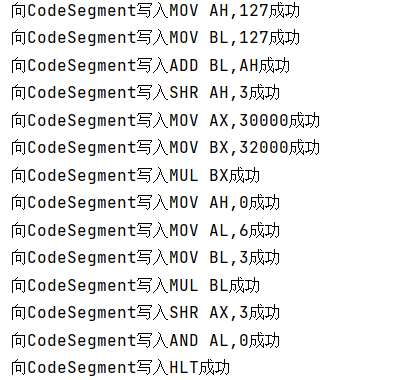 向CodeSegment写入MOV AH,127成功
向CodeSegment写入MOV BL,127成功
向CodeSegment写入ADD BL,AH成功
向CodeSegment写入SHR AH,3成功
向CodeSegment写入MOV AX,30000成功
向CodeSegment写入MOV BX,32000成功
向CodeSegment写入MUL BX成功
向CodeSegment写入MOV AH,0成功
向CodeSegment写入MOV AL,6成功
向CodeSegment写入MOV BL,3成功
向CodeSegment写入MUL BL成功
向CodeSegment写入SHR AX,3成功
向CodeSegment写入AND AL,0成功
向CodeSegment写入HLT成功